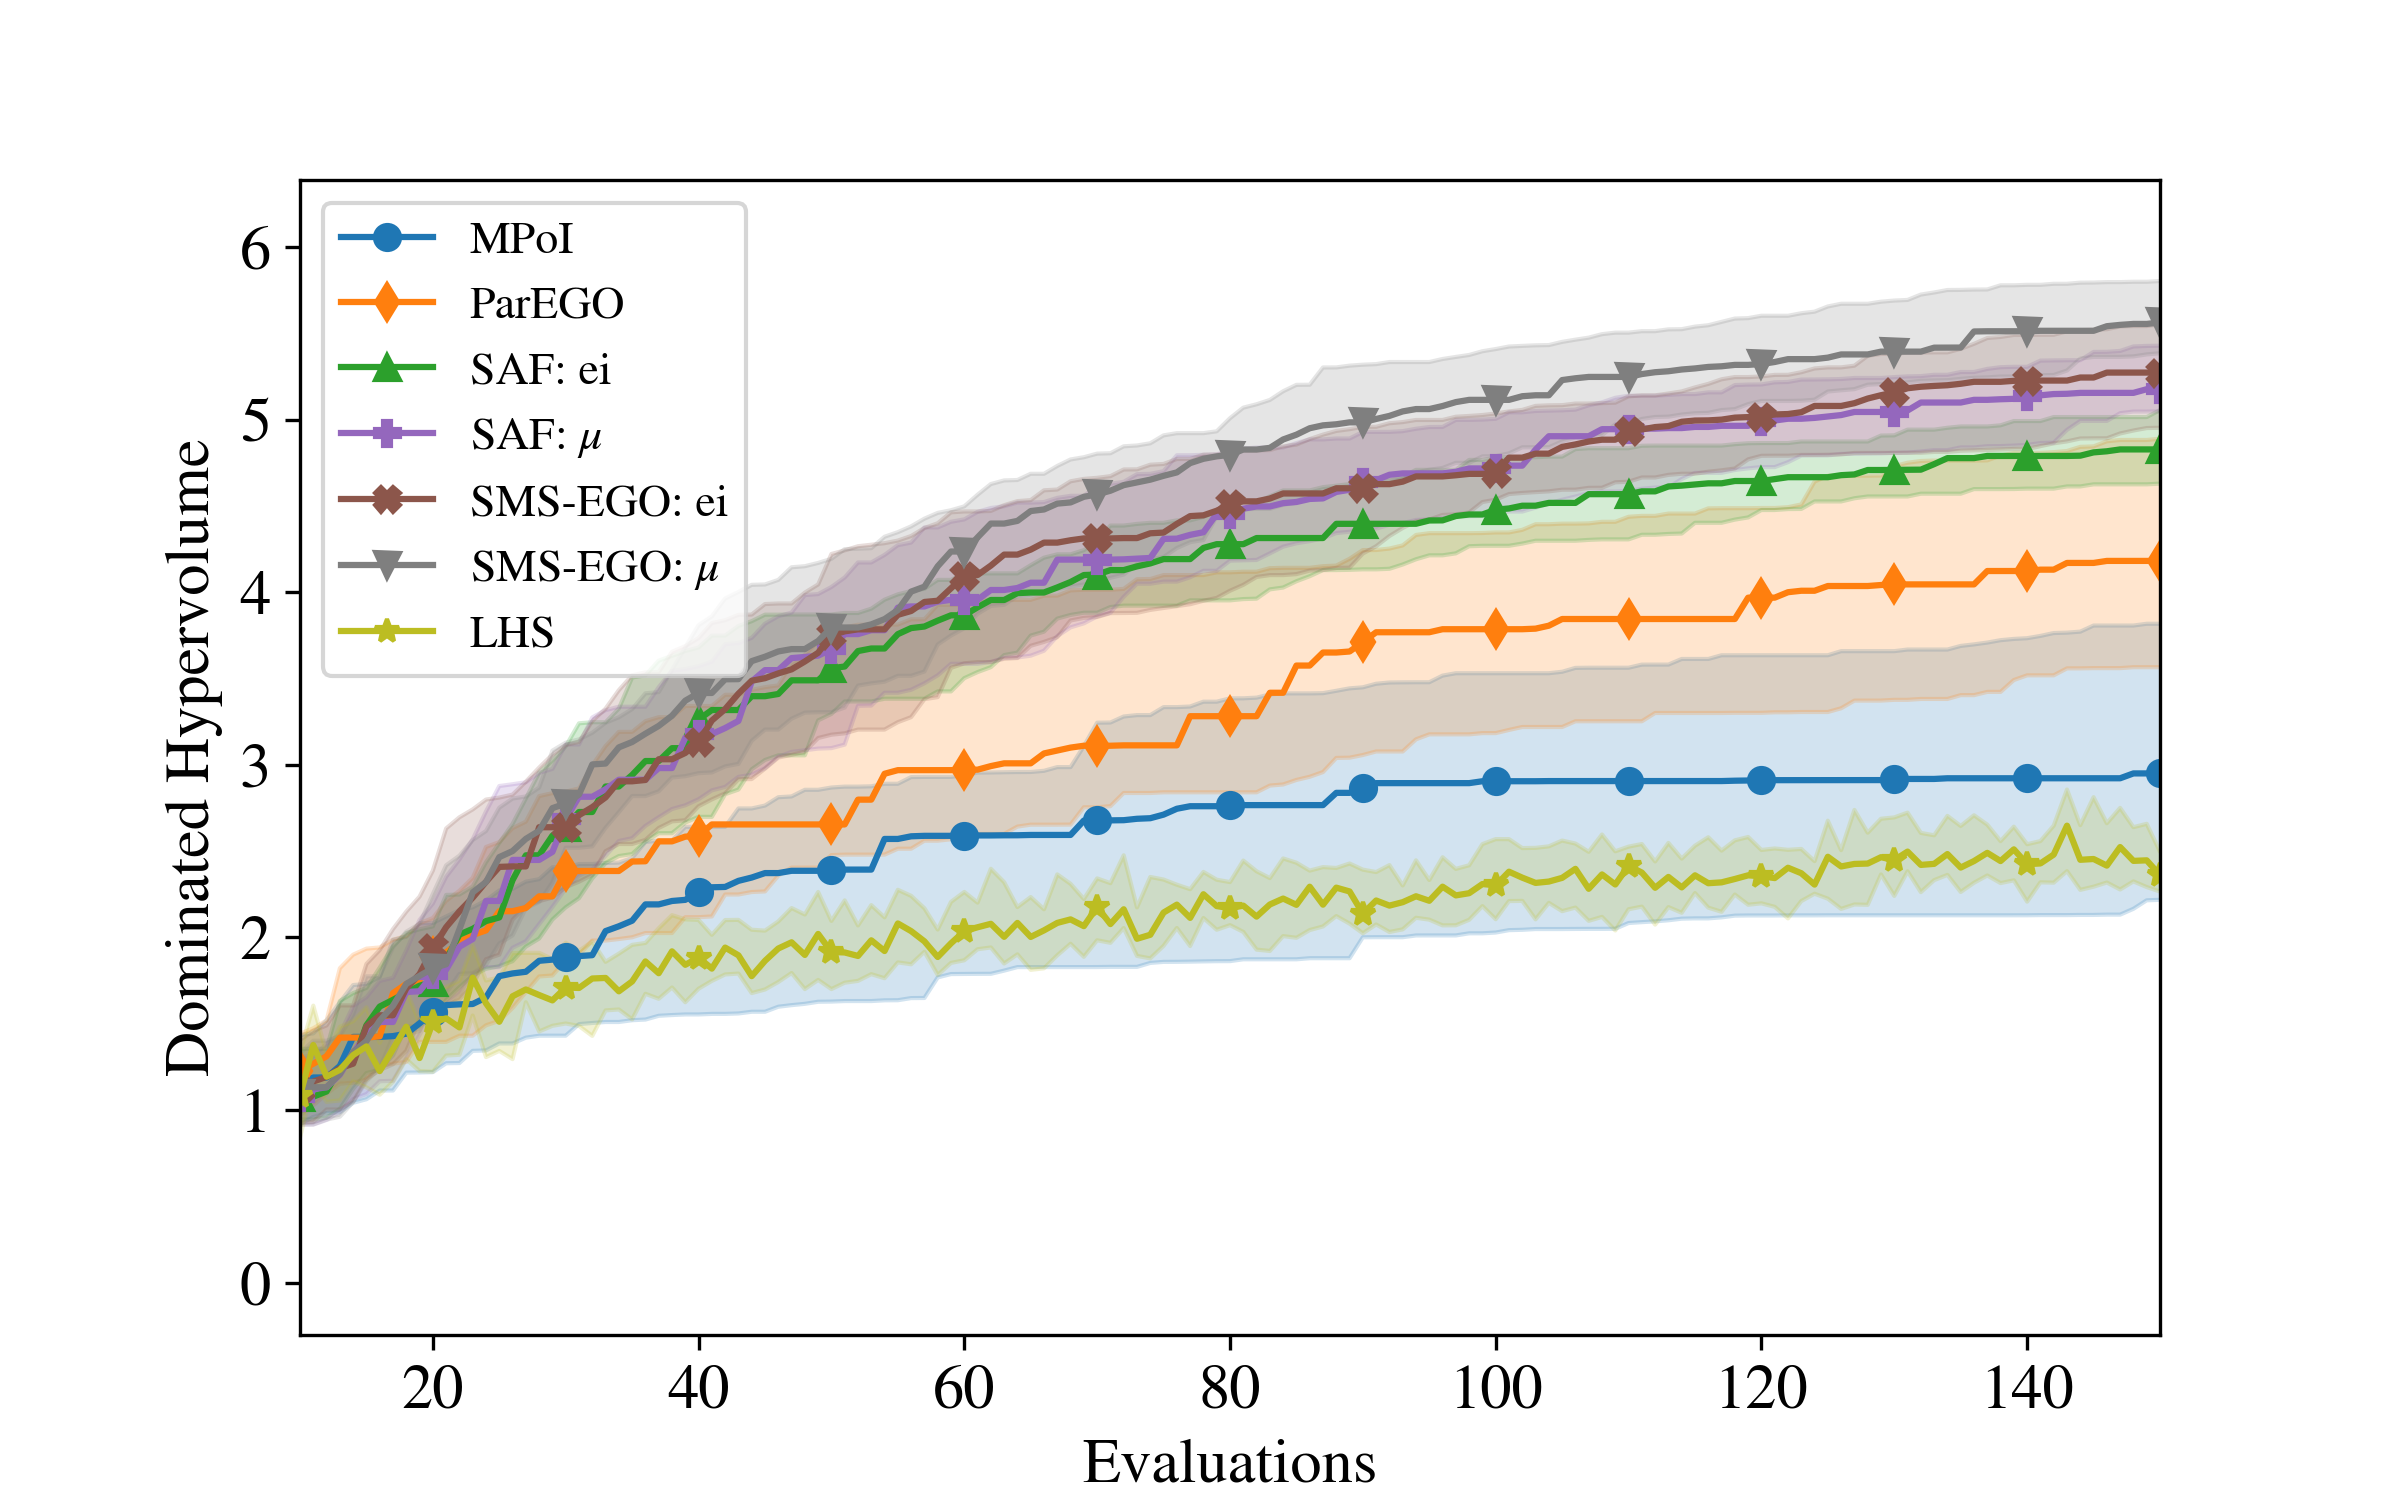 MPoI
ParEGO
SAF: ei
SAF: μ
SMS-EGO: ei
SMS-EGO: μ
LHS
Dominated Hypervolume
6
5
4
3
2
1
0
20 40 60 80 100 120 140
Evaluations